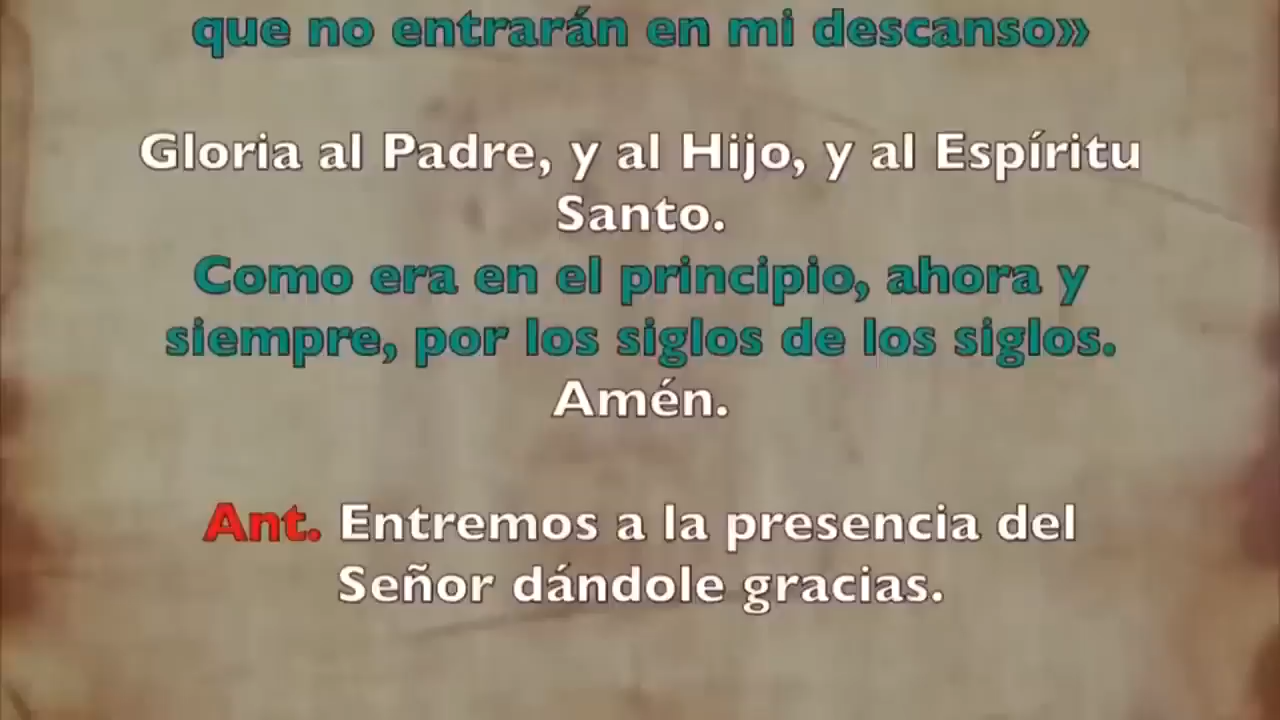 que no entrarán en mi descanso»
Gloria al Padre, y al Hijo, y al Espíritu
Santo.
Como era en el principio, ahora y
siempre, por los siglos de los siglos.
Amén.
Ant. Entremos a la presencia del
Señor dándole gracias.